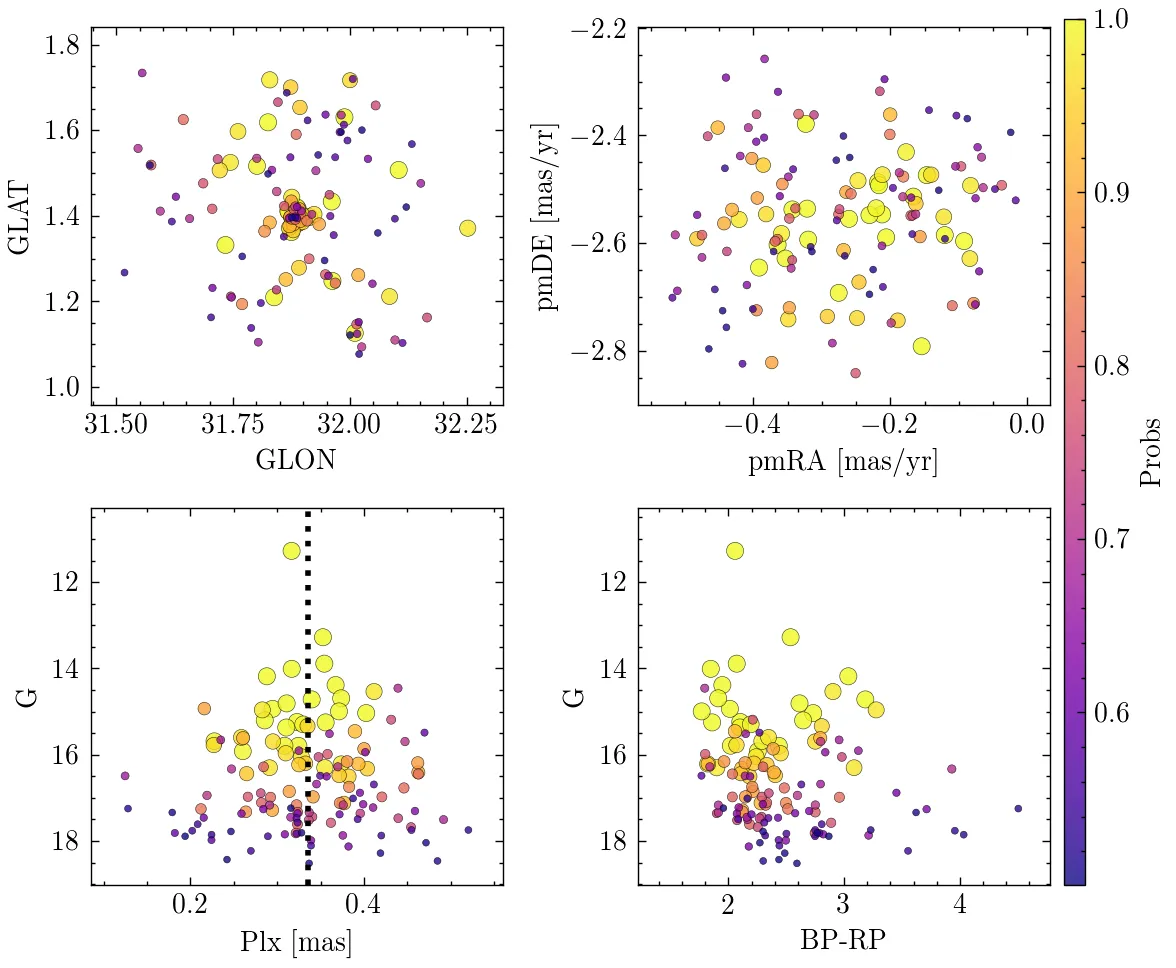 1.8
1.6
1.4
1.2
1.0
GLAT
31.50 31.75 32.00 32.25
GLON
−2.2
−2.4
−2.6
−2.8
pmDE [mas/yr]
−0.4 −0.2 0.0
pmRA [mas/yr]
1.0
0.9
0.8
0.7
0.6
Probs
12
14
16
18
G
0.2 0.4
Plx [mas]
12
14
16
18
G
2 3 4
BP-RP